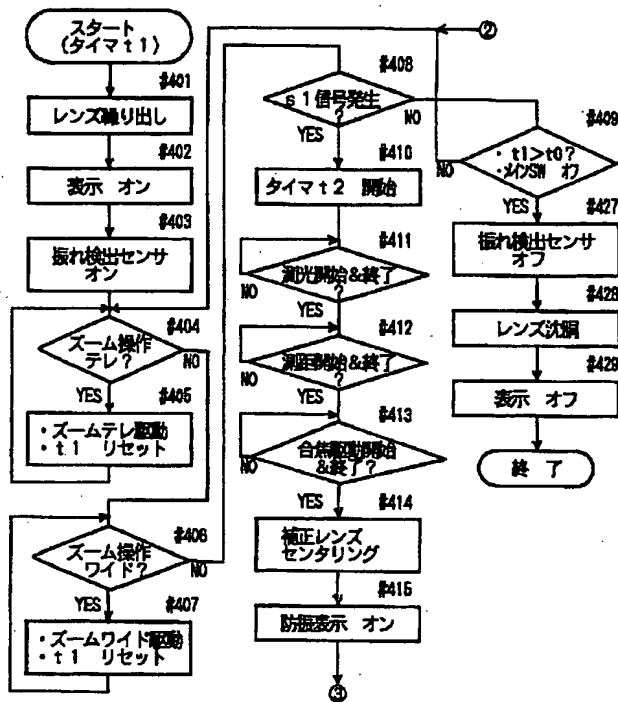 スタート
(タイマt1)
#401
レンズ繰り出し
#402
表示 オン
#403
振れ検出センサ
オン
#404
ズーム操作
テレ?
NO
YES
#405
・ズームテレ駆動
・t1 リセット
#406
ズーム操作
ワイド?
NO
YES
#407
・ズームワイド駆動
・t1 リセット
②
#408
s1信号発生
?
NO
YES
#410
タイマt2 開始
#411
測光開始&終了
?
NO
YES
#412
測距開始&終了
?
NO
YES
#413
合焦駆動開始
&終了?
NO
YES
#414
補正レンズ
センタリング
#415
防振表示 オン
③
#409
・t1>t0?
・メインSW オフ
NO
YES
#427
振れ検出センサ
オフ
#428
レンズ沈胴
#429
表示 オフ
終 了